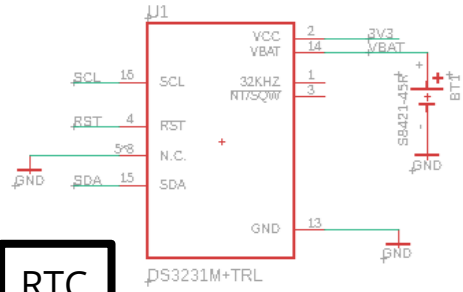 U1
VCC 2 3V3
VBAT 14 VBAT
SCL 16 SCL
32KHZ 1
INT/SQW 3
RST 4 RST
5*8 N.C.
GND
SDA 15 SDA
GND 13
GND
S8421-45R
BT1
+
+
-
GND
DS3231M+TRL
RTC